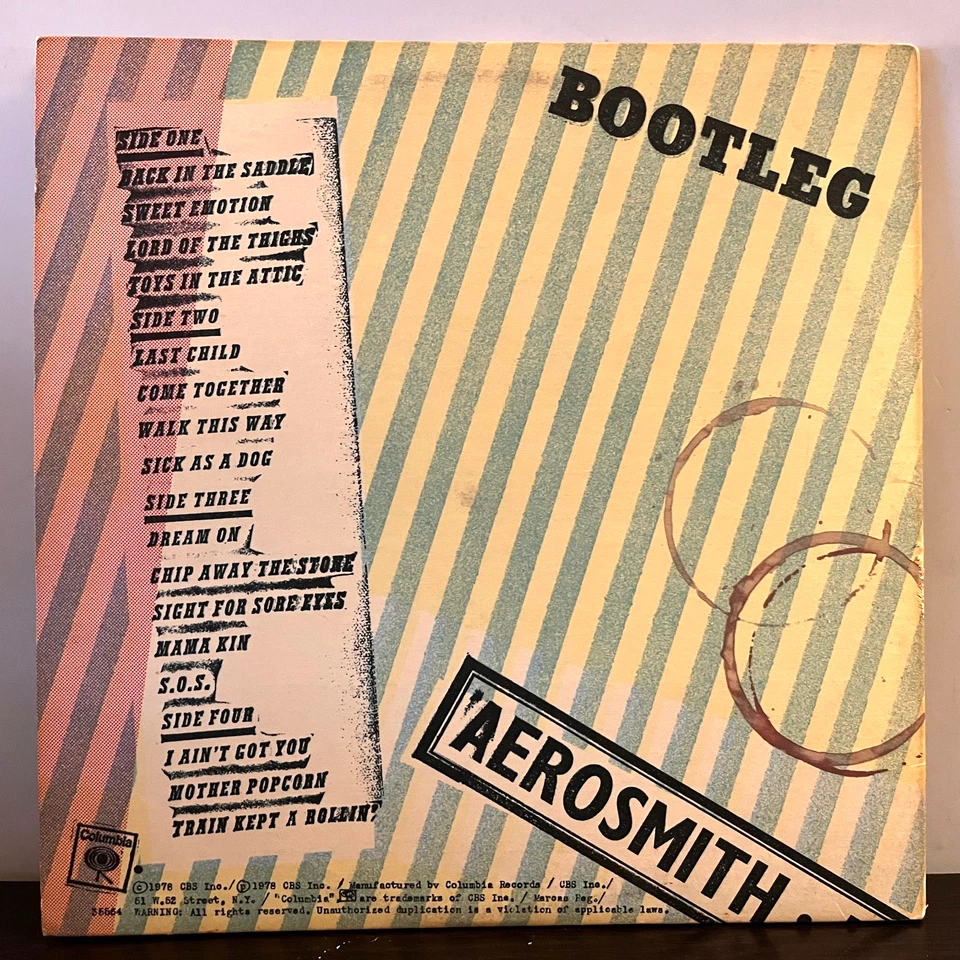 BOOTLEG
SIDE ONE
BACK IN THE SADDLE
SWEET EMOTION
LORD OF THE THIGHS
TOYS IN THE ATTIC
SIDE TWO
LAST CHILD
COME TOGETHER
WALK THIS WAY
SICK AS A DOG
SIDE THREE
DREAM ON
CHIP AWAY THE STONE
SIGHT FOR SORE EYES
MAMA KIN
S.O.S.
SIDE FOUR
I AIN'T GOT YOU
MOTHER POPCORN
TRAIN KEPT A ROLLIN'
AEROSMITH.
Columbia
©1978 CBS Inc./ ℗1978 CBS Inc. / Manufactured by Columbia Records / CBS Inc./
51 W.52 Street, N.Y. / "Columbia", are trademarks of CBS Inc. / Marcas Reg./
35564 WARNING: All rights reserved. Unauthorized duplication is a violation of applicable laws.